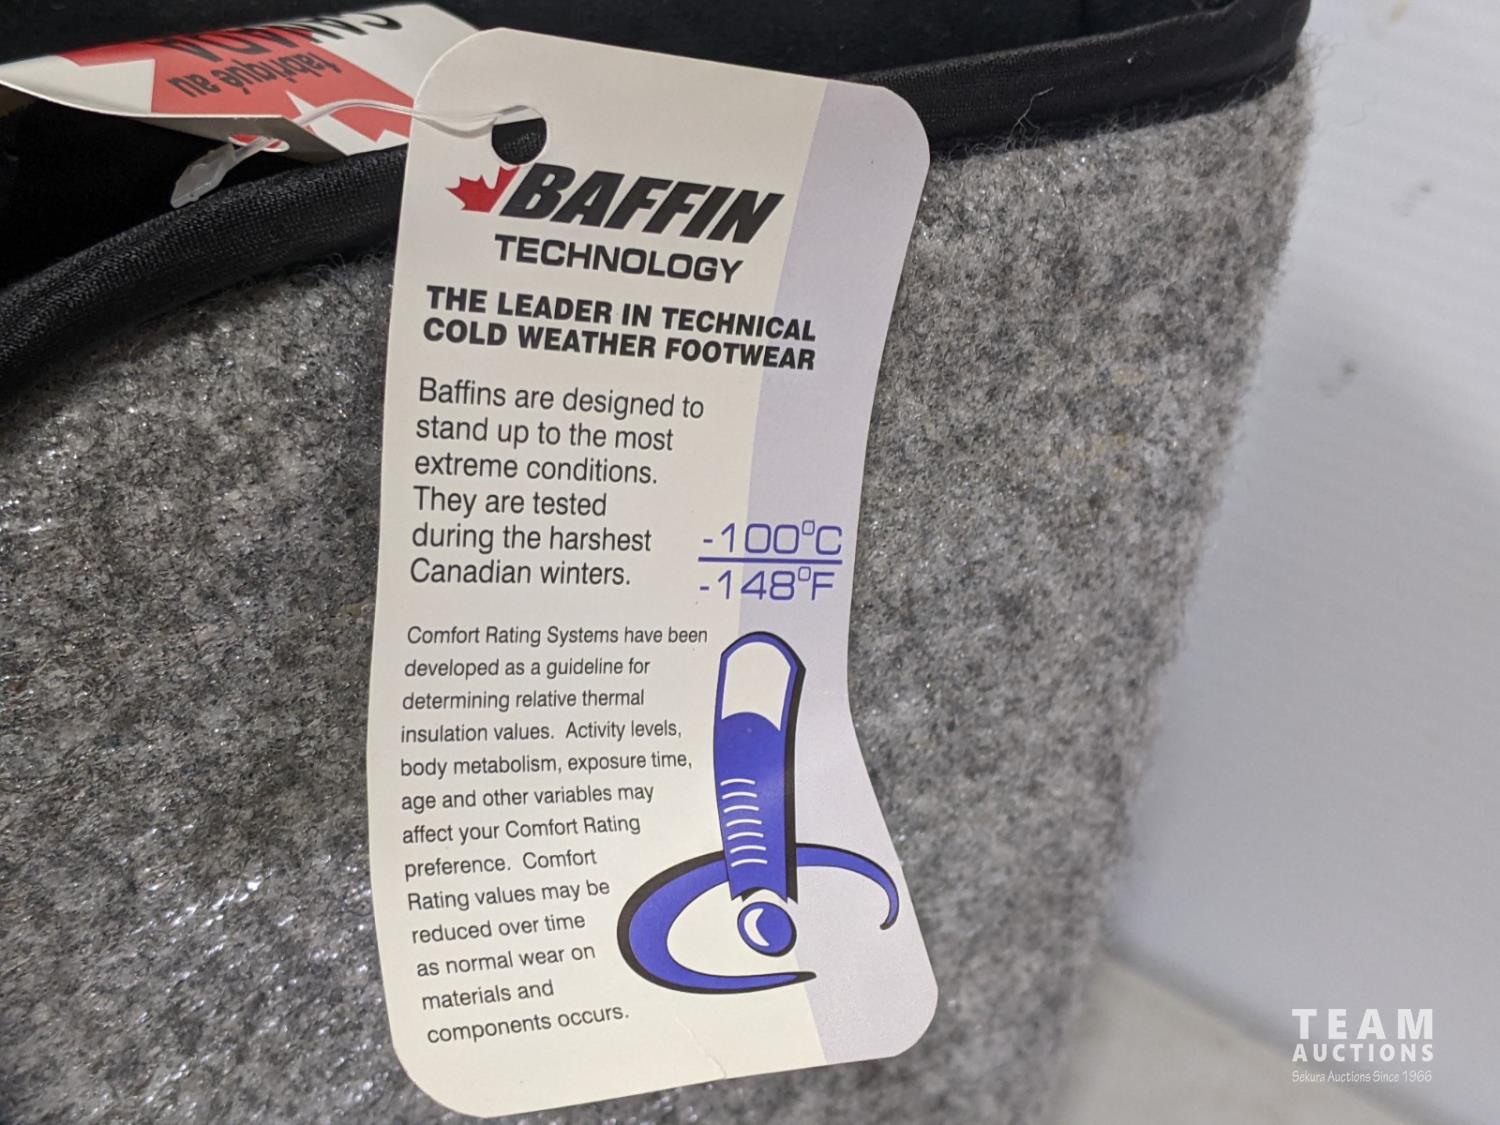 CANADA
fabriqué au
BAFFIN
TECHNOLOGY
THE LEADER IN TECHNICAL
COLD WEATHER FOOTWEAR
Baffins are designed to
stand up to the most
extreme conditions.
They are tested
during the harshest
Canadian winters.
-100°C
-148°F
Comfort Rating Systems have been
developed as a guideline for
determining relative thermal
insulation values. Activity levels,
body metabolism, exposure time,
age and other variables may
affect your Comfort Rating
preference. Comfort
Rating values may be
reduced over time
as normal wear on
materials and
components occurs.
TEAM
AUCTIONS
Sekura Auctions Since 1966